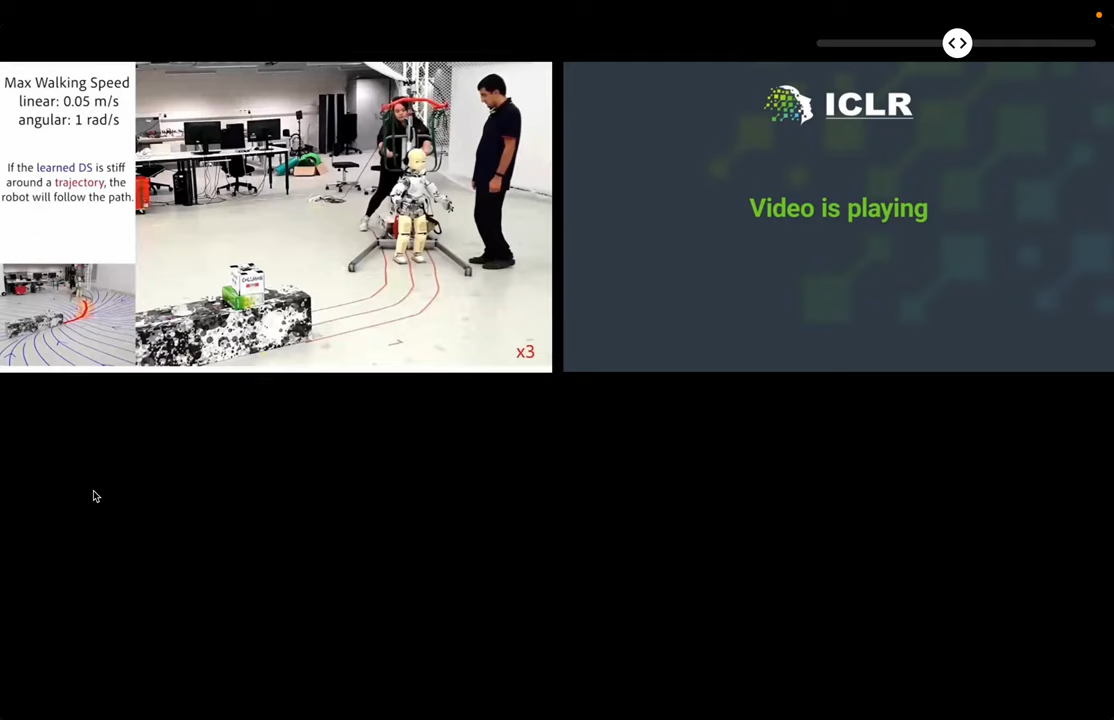 Max Walking Speed
linear: 0.05 m/s
angular: 1 rad/s
If the learned DS is stiff
around a trajectory, the
robot will follow the path.
x3
ICLR
Video is playing